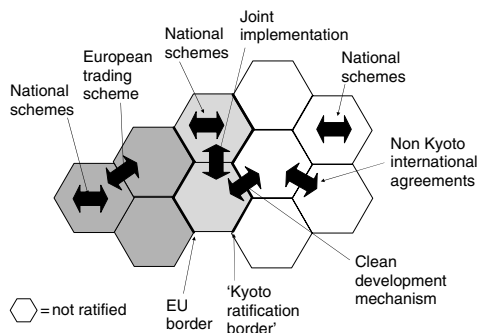 Joint
implementation
National
schemes
European
trading
scheme
National
schemes
National
schemes
Non Kyoto
international
agreements
Clean
development
mechanism
EU
border
‘Kyoto
ratification
border’
= not ratified